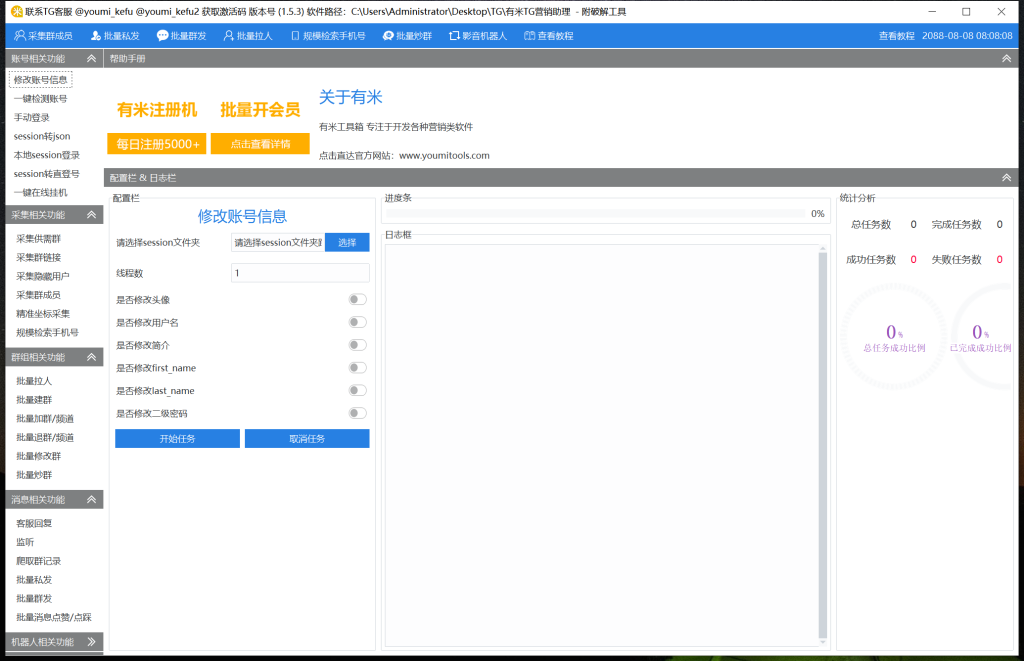 联系TG客服 @youmi_kefu @youmi_kefu2 获取激活码 版本号 (1.5.3) 软件路径：C:\Users\Administrator\Desktop\TG\有米TG营销助理 - 附破解工具
采集群成员 批量私发 批量群发 批量拉人 规模检索手机号 批量炒群 影音机器人 查看教程 查看教程 2088-08-08 08:08:08
账号相关功能
修改账号信息
一键检测账号
手动登录
session转json
本地session登录
session转直登号
一键在线挂机
采集相关功能
采集供需群
采集群链接
采集隐藏用户
采集群成员
精准坐标采集
规模检索手机号
群组相关功能
批量拉人
批量建群
批量加群/频道
批量退群/频道
批量修改群
批量炒群
消息相关功能
客服回复
监听
爬取群记录
批量私发
批量群发
批量消息点赞/点踩
机器人相关功能
帮助手册
有米注册机
每日注册5000+
批量开会员
点击查看详情
关于有米
有米工具箱 专注于开发各种营销类软件
点击直达官方网站：www.youmitools.com
配置栏 & 日志栏
配置栏
修改账号信息
请选择session文件夹 请选择session文件夹 选择
线程数 1
是否修改头像
是否修改用户名
是否修改简介
是否修改first_name
是否修改last_name
是否修改二级密码
开始任务 取消任务
进度条
0%
日志框
统计分析
总任务数 0 完成任务数 0
成功任务数 0 失败任务数 0
0%
总任务成功比例
0%
已完成成功比例